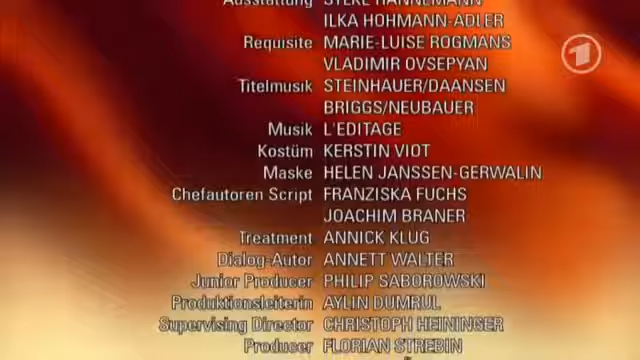 Ausstattung SYLKE HANNEMANN
ILKA HOHMANN-ADLER
Requisite MARIE-LUISE ROGMANS
VLADIMIR OVSEPYAN
Titelmusik STEINHAUER/DAANSEN
BRIGGS/NEUBAUER
Musik L'EDITAGE
Kostüm KERSTIN VIOT
Maske HELEN JANSSEN-GERWALIN
Chefautoren Script FRANZISKA FUCHS
JOACHIM BRANER
Treatment ANNICK KLUG
Dialog-Autor ANNETT WALTER
Junior Producer PHILIP SABOROWSKI
Produktionsleiterin AYLIN DUMRUL
Supervising Director CHRISTOPH HEININGER
Producer FLORIAN STREBIN
1